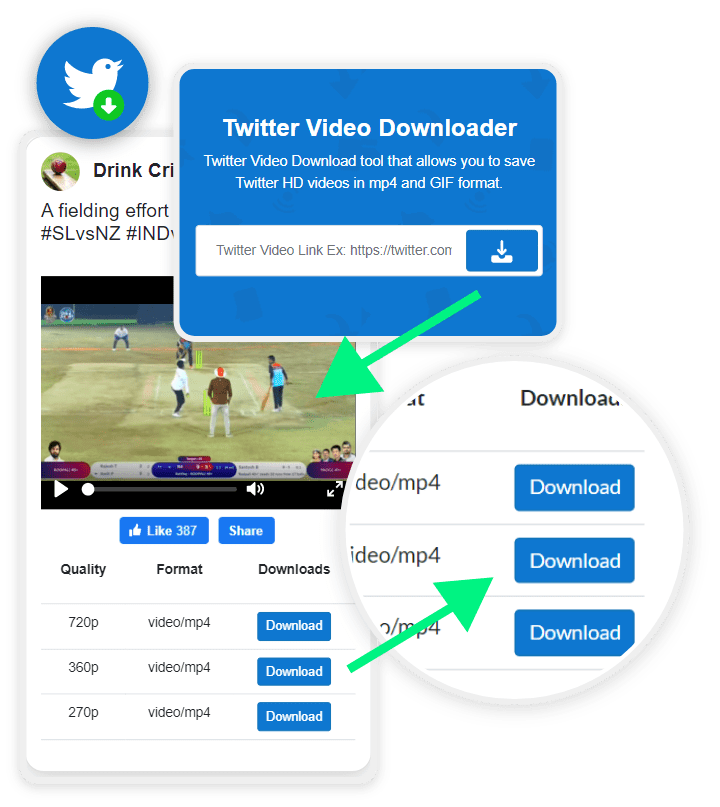 Twitter Video Downloader
Twitter Video Download tool that allows you to save
Twitter HD videos in mp4 and GIF format.
Twitter Video Link Ex: https://twitter.com
Drink Cri
A fielding effort
#SLvsNZ #IND
Like 387
Share
Quality Format Downloads
720p video/mp4 Download
360p video/mp4 Download
270p video/mp4 Download
at Download
ideo/mp4 Download
ideo/mp4 Download
o/mp4 Download